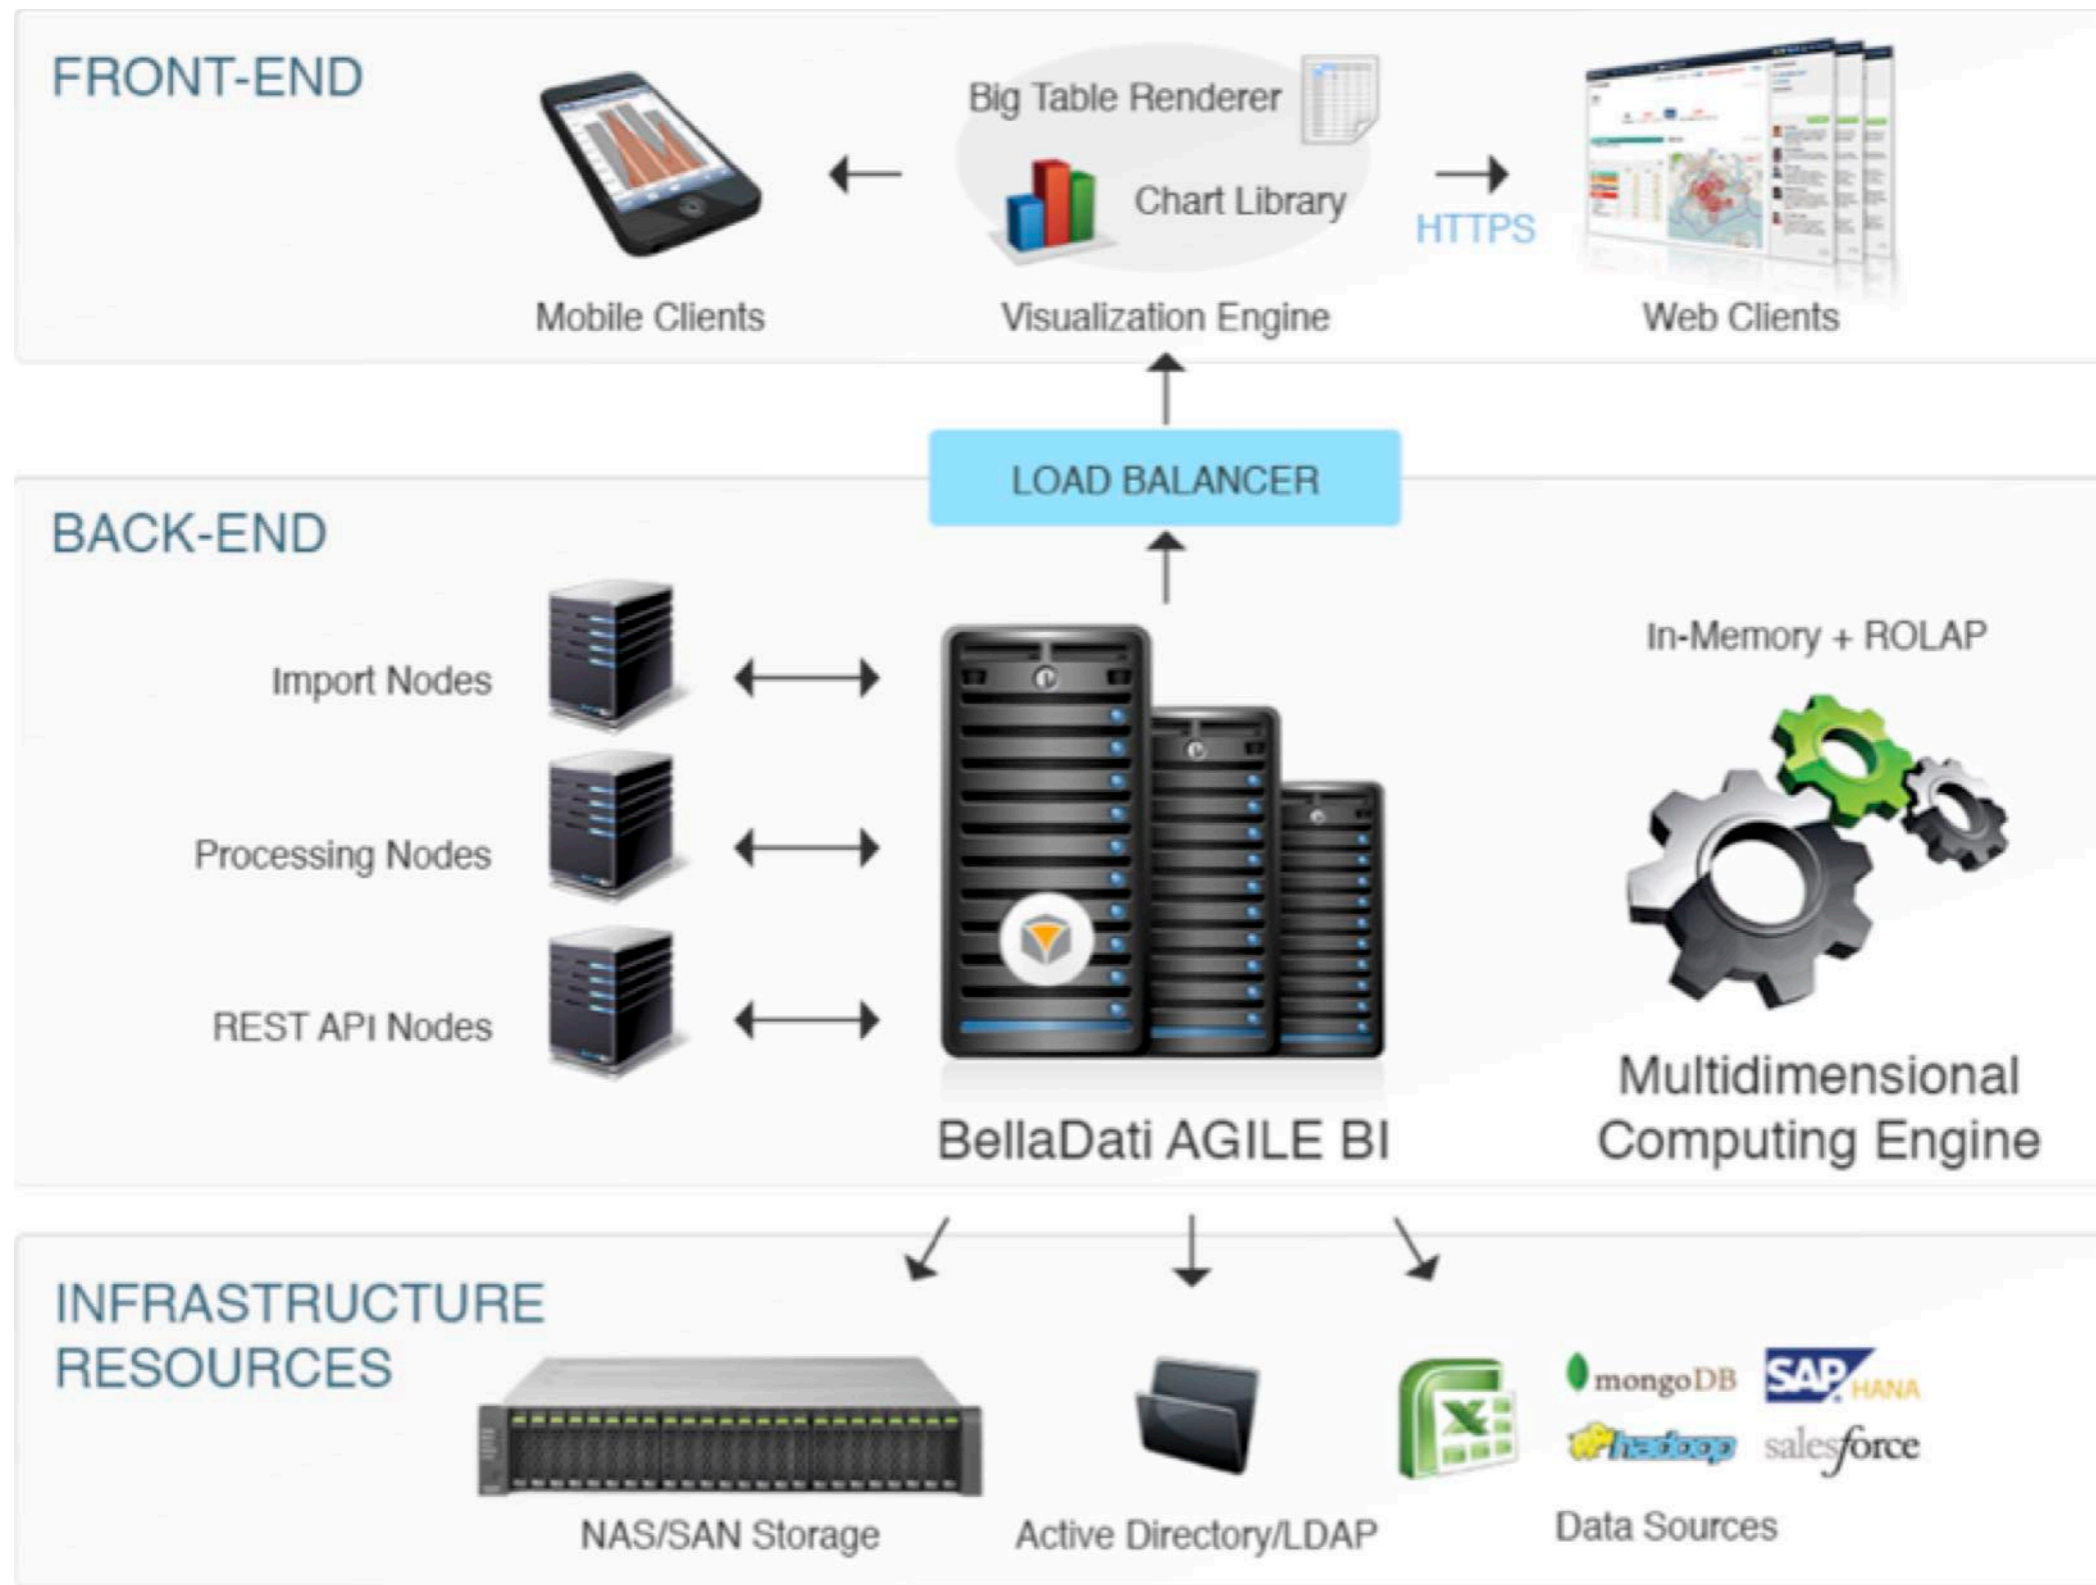 FRONT-END
Big Table Renderer
Chart Library
HTTPS
Mobile Clients
Visualization Engine
Web Clients
LOAD BALANCER
BACK-END
In-Memory + ROLAP
Import Nodes
Processing Nodes
REST API Nodes
BellaDati AGILE BI
Multidimensional
Computing Engine
INFRASTRUCTURE
RESOURCES
mongoDB
SAP HANA
hadoop
salesforce
NAS/SAN Storage
Active Directory/LDAP
Data Sources